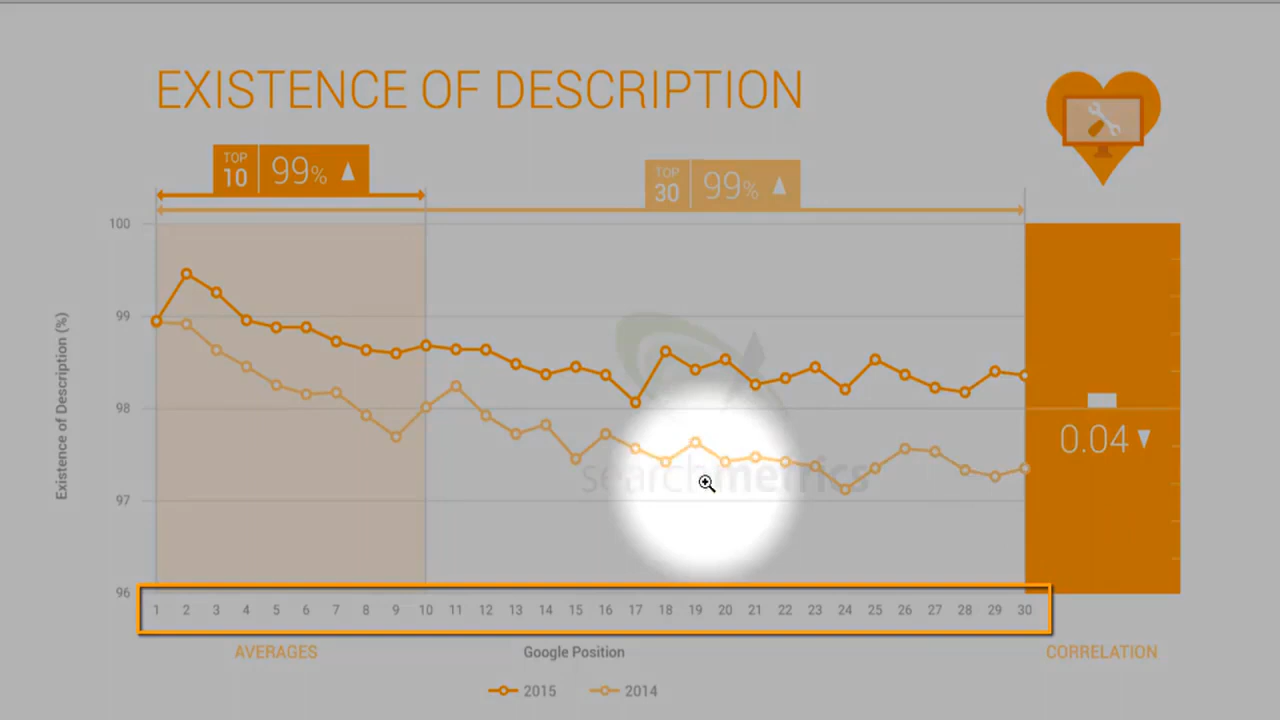 EXISTENCE OF DESCRIPTION
TOP 10 99%
TOP 30 99%
100
99
98
97
96
Existence of Description (%)
searchmetrics
0.04
1 2 3 4 5 6 7 8 9 10 11 12 13 14 15 16 17 18 19 20 21 22 23 24 25 26 27 28 29 30
AVERAGES Google Position CORRELATION
2015 2014